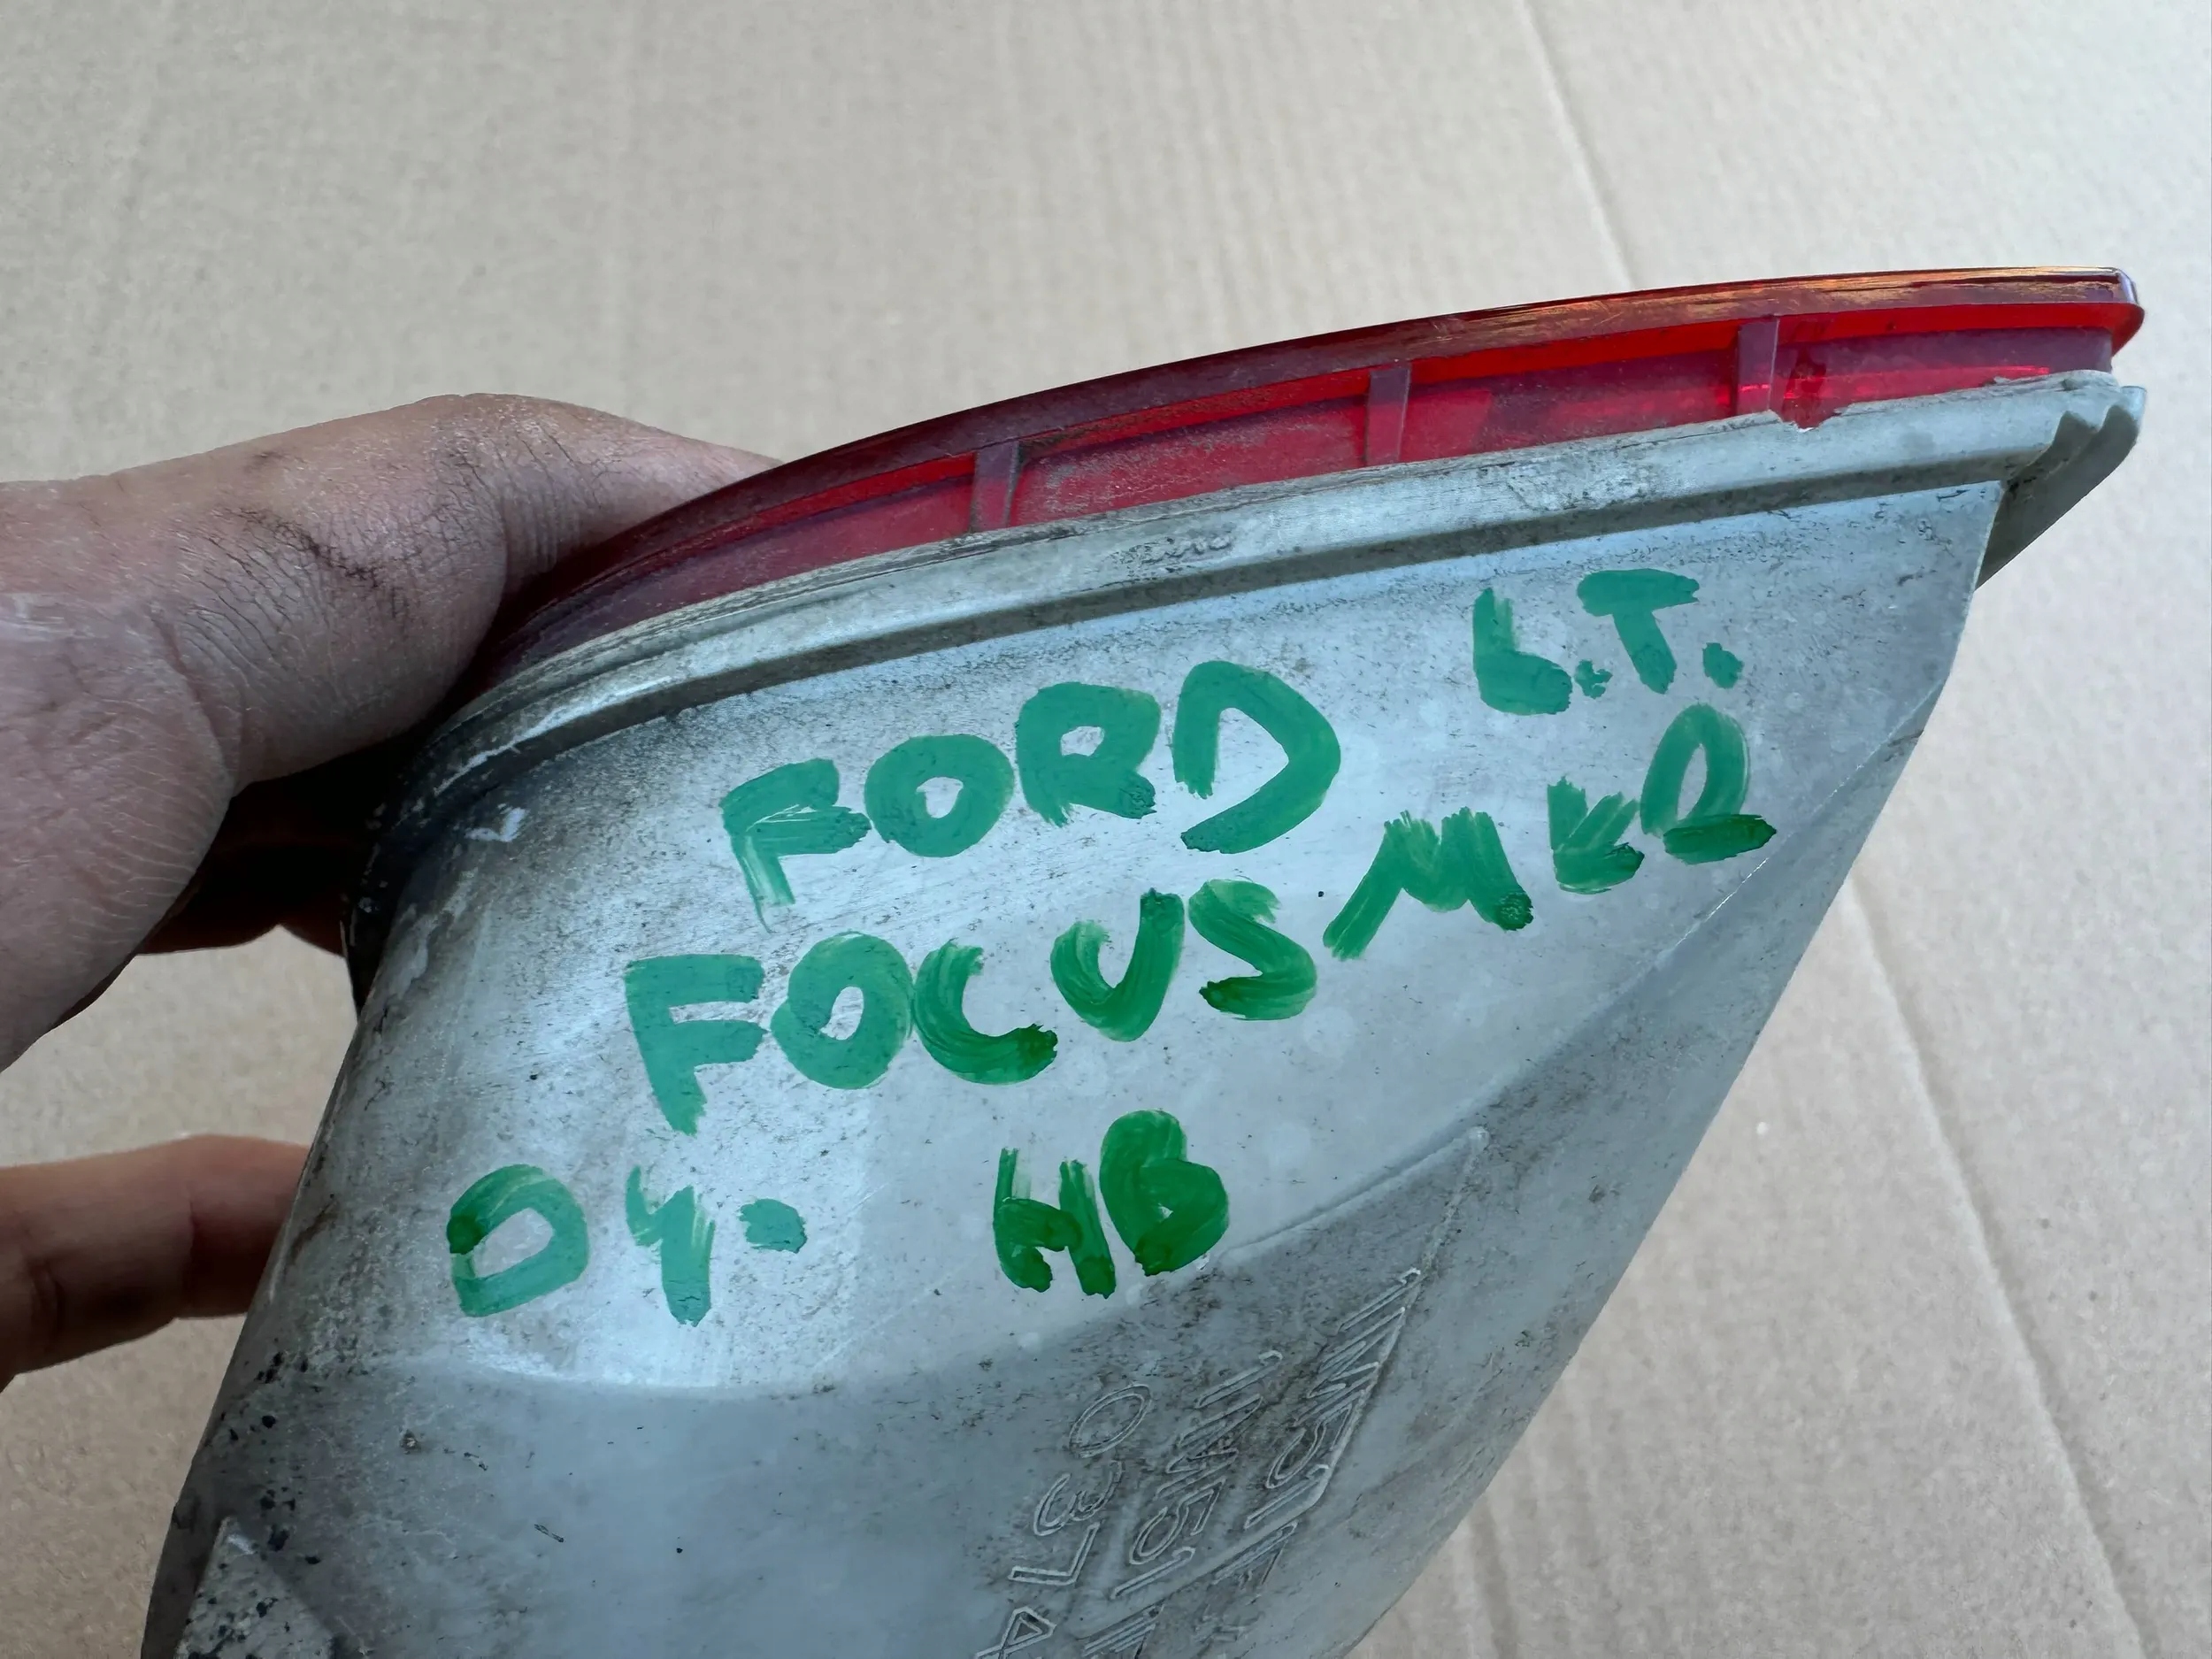 L.T.
FORD
FOCUS MK2
04. HB